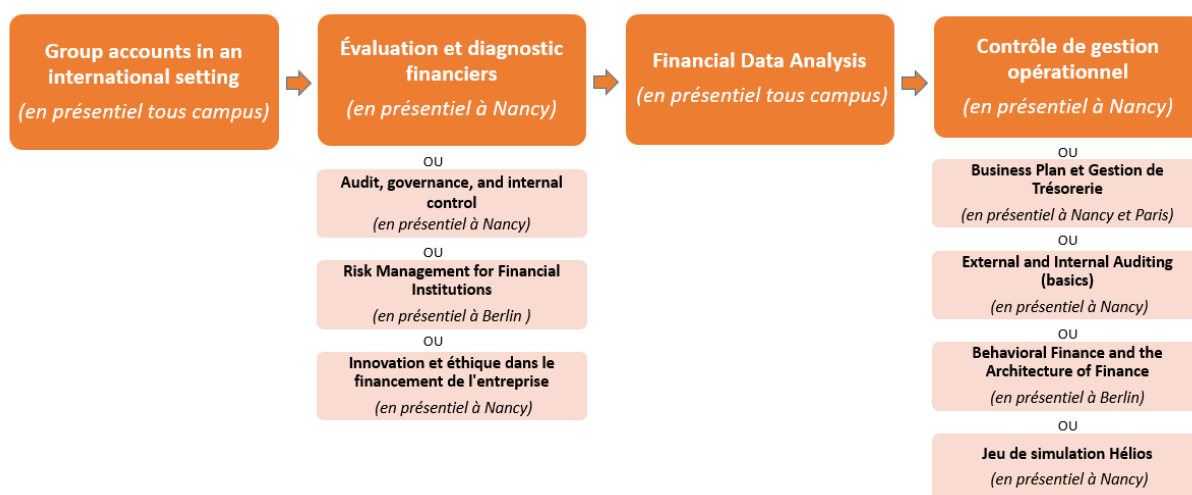 Group accounts in an
international setting
(en présentiel tous campus)
Évaluation et diagnostic
financiers
(en présentiel à Nancy)
OU
Audit, governance, and internal
control
(en présentiel à Nancy)
OU
Risk Management for Financial
Institutions
(en présentiel à Berlin )
OU
Innovation et éthique dans le
financement de l'entreprise
(en présentiel à Nancy)
Financial Data Analysis
(en présentiel tous campus)
Contrôle de gestion
opérationnel
(en présentiel à Nancy)
OU
Business Plan et Gestion de
Trésorerie
(en présentiel à Nancy et Paris)
OU
External and Internal Auditing
(basics)
(en présentiel à Nancy)
OU
Behavioral Finance and the
Architecture of Finance
(en présentiel à Berlin)
OU
Jeu de simulation Hélios
(en présentiel à Nancy)